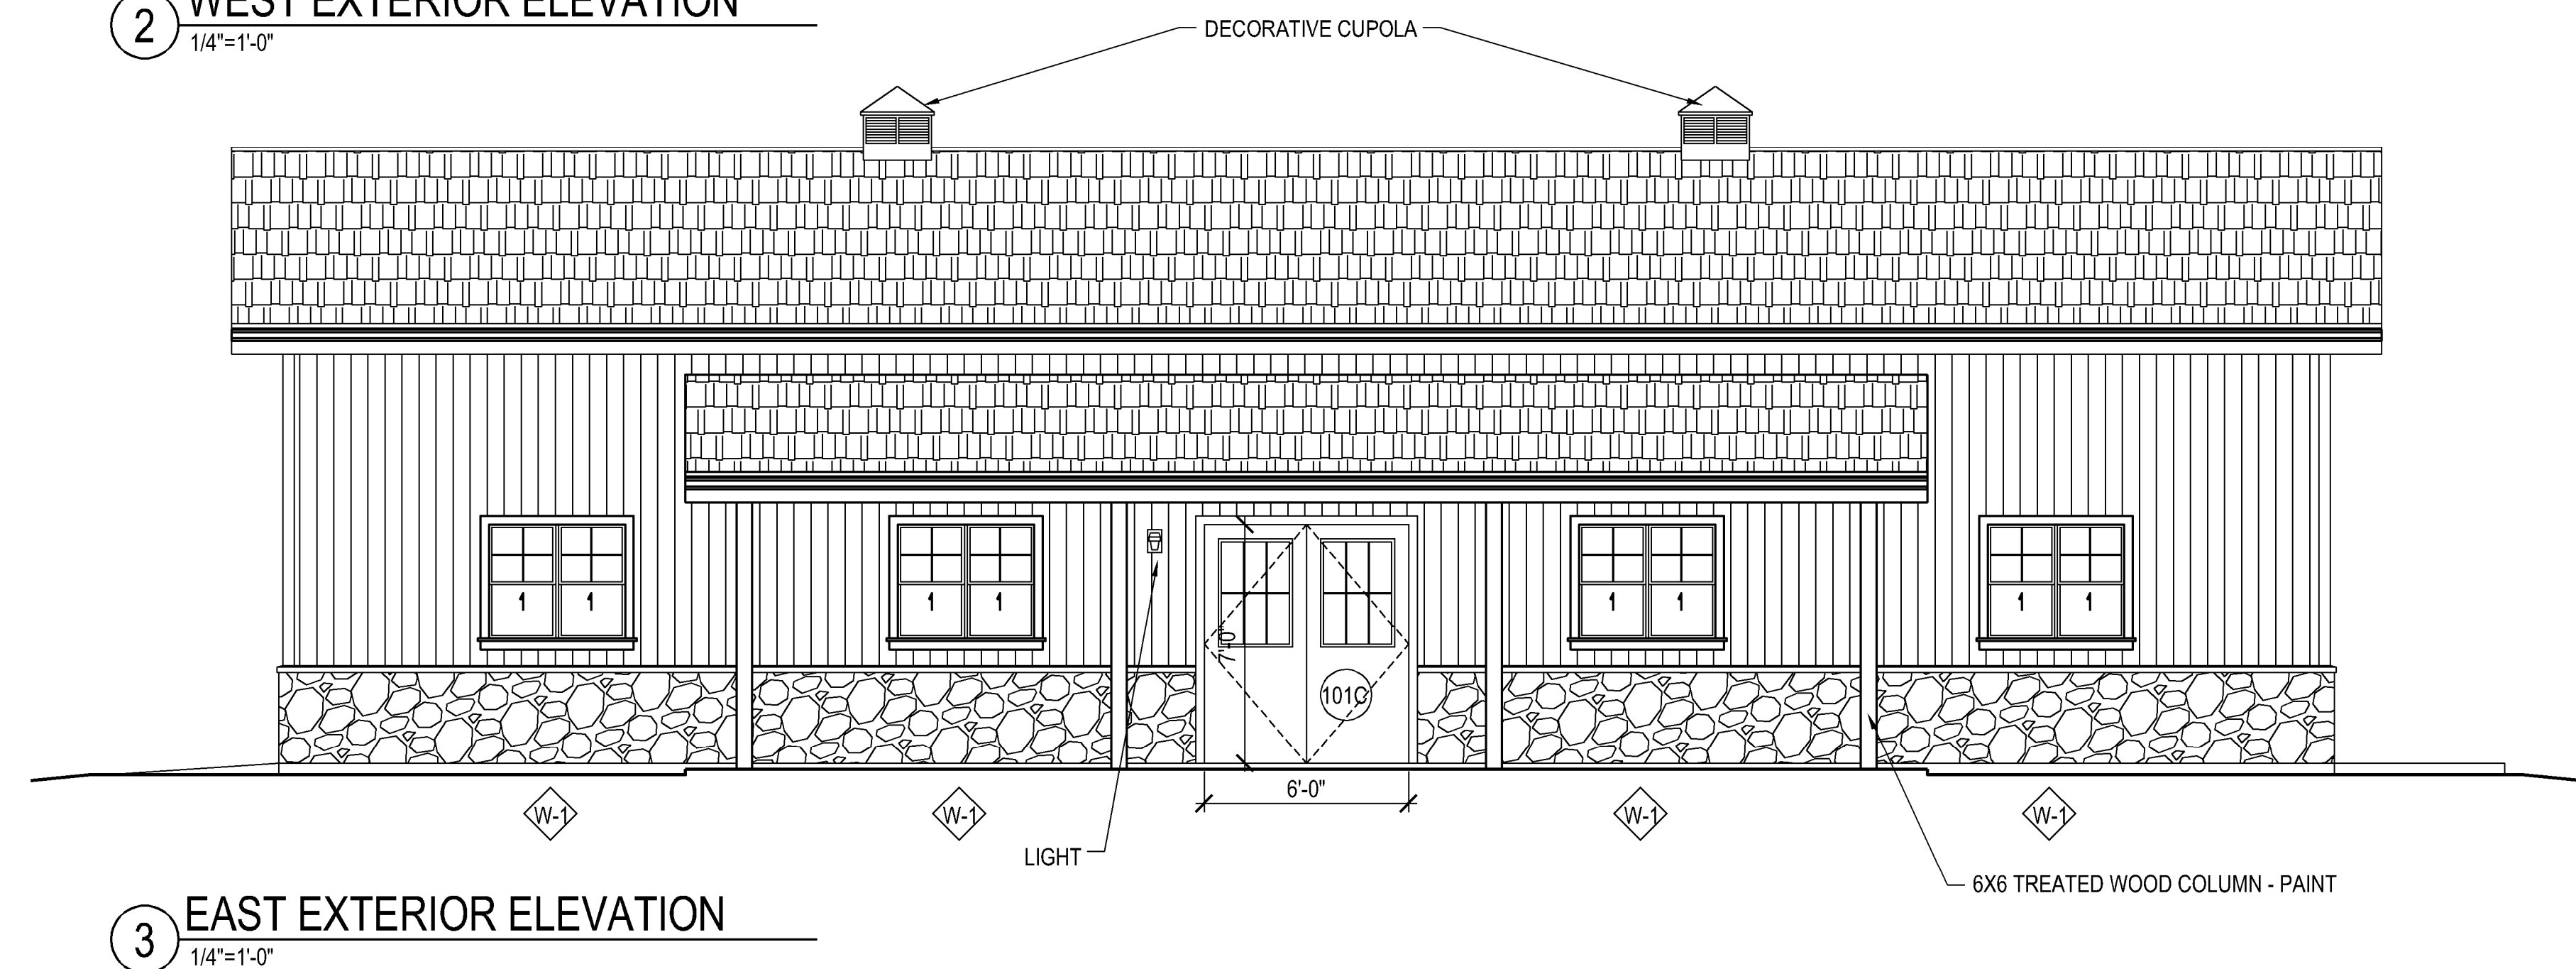 2 WEST EXTERIOR ELEVATION
1/4"=1'-0"
DECORATIVE CUPOLA
1 1 1 1 1 1 1 1
7'-0"
101C
6'-0"
W-1 W-1 W-1 W-1
LIGHT
6X6 TREATED WOOD COLUMN - PAINT
3 EAST EXTERIOR ELEVATION
1/4"=1'-0"